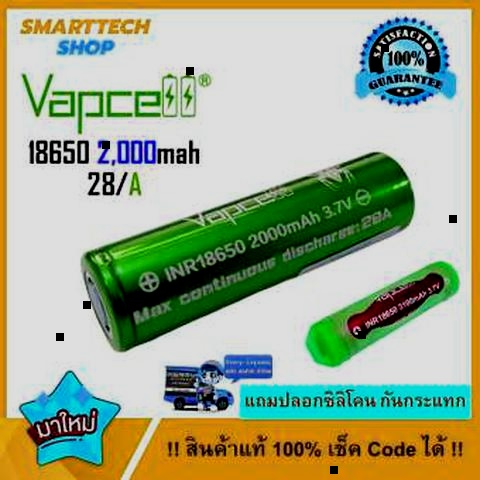 SMARTTECH
SHOP
SATISFACTION
100%
GUARANTEE
Vapcell®
18650 2,000mah
28/A
Vapcell
INR18650 2000mAh 3.7V
Max continuous discharge:28A
INR18650 3100mAh 3.7V
แถมปลอกซิลิโคน กันกระแทก
มาใหม่
!! สินค้าแท้ 100% เช็ค Code ได้ !!